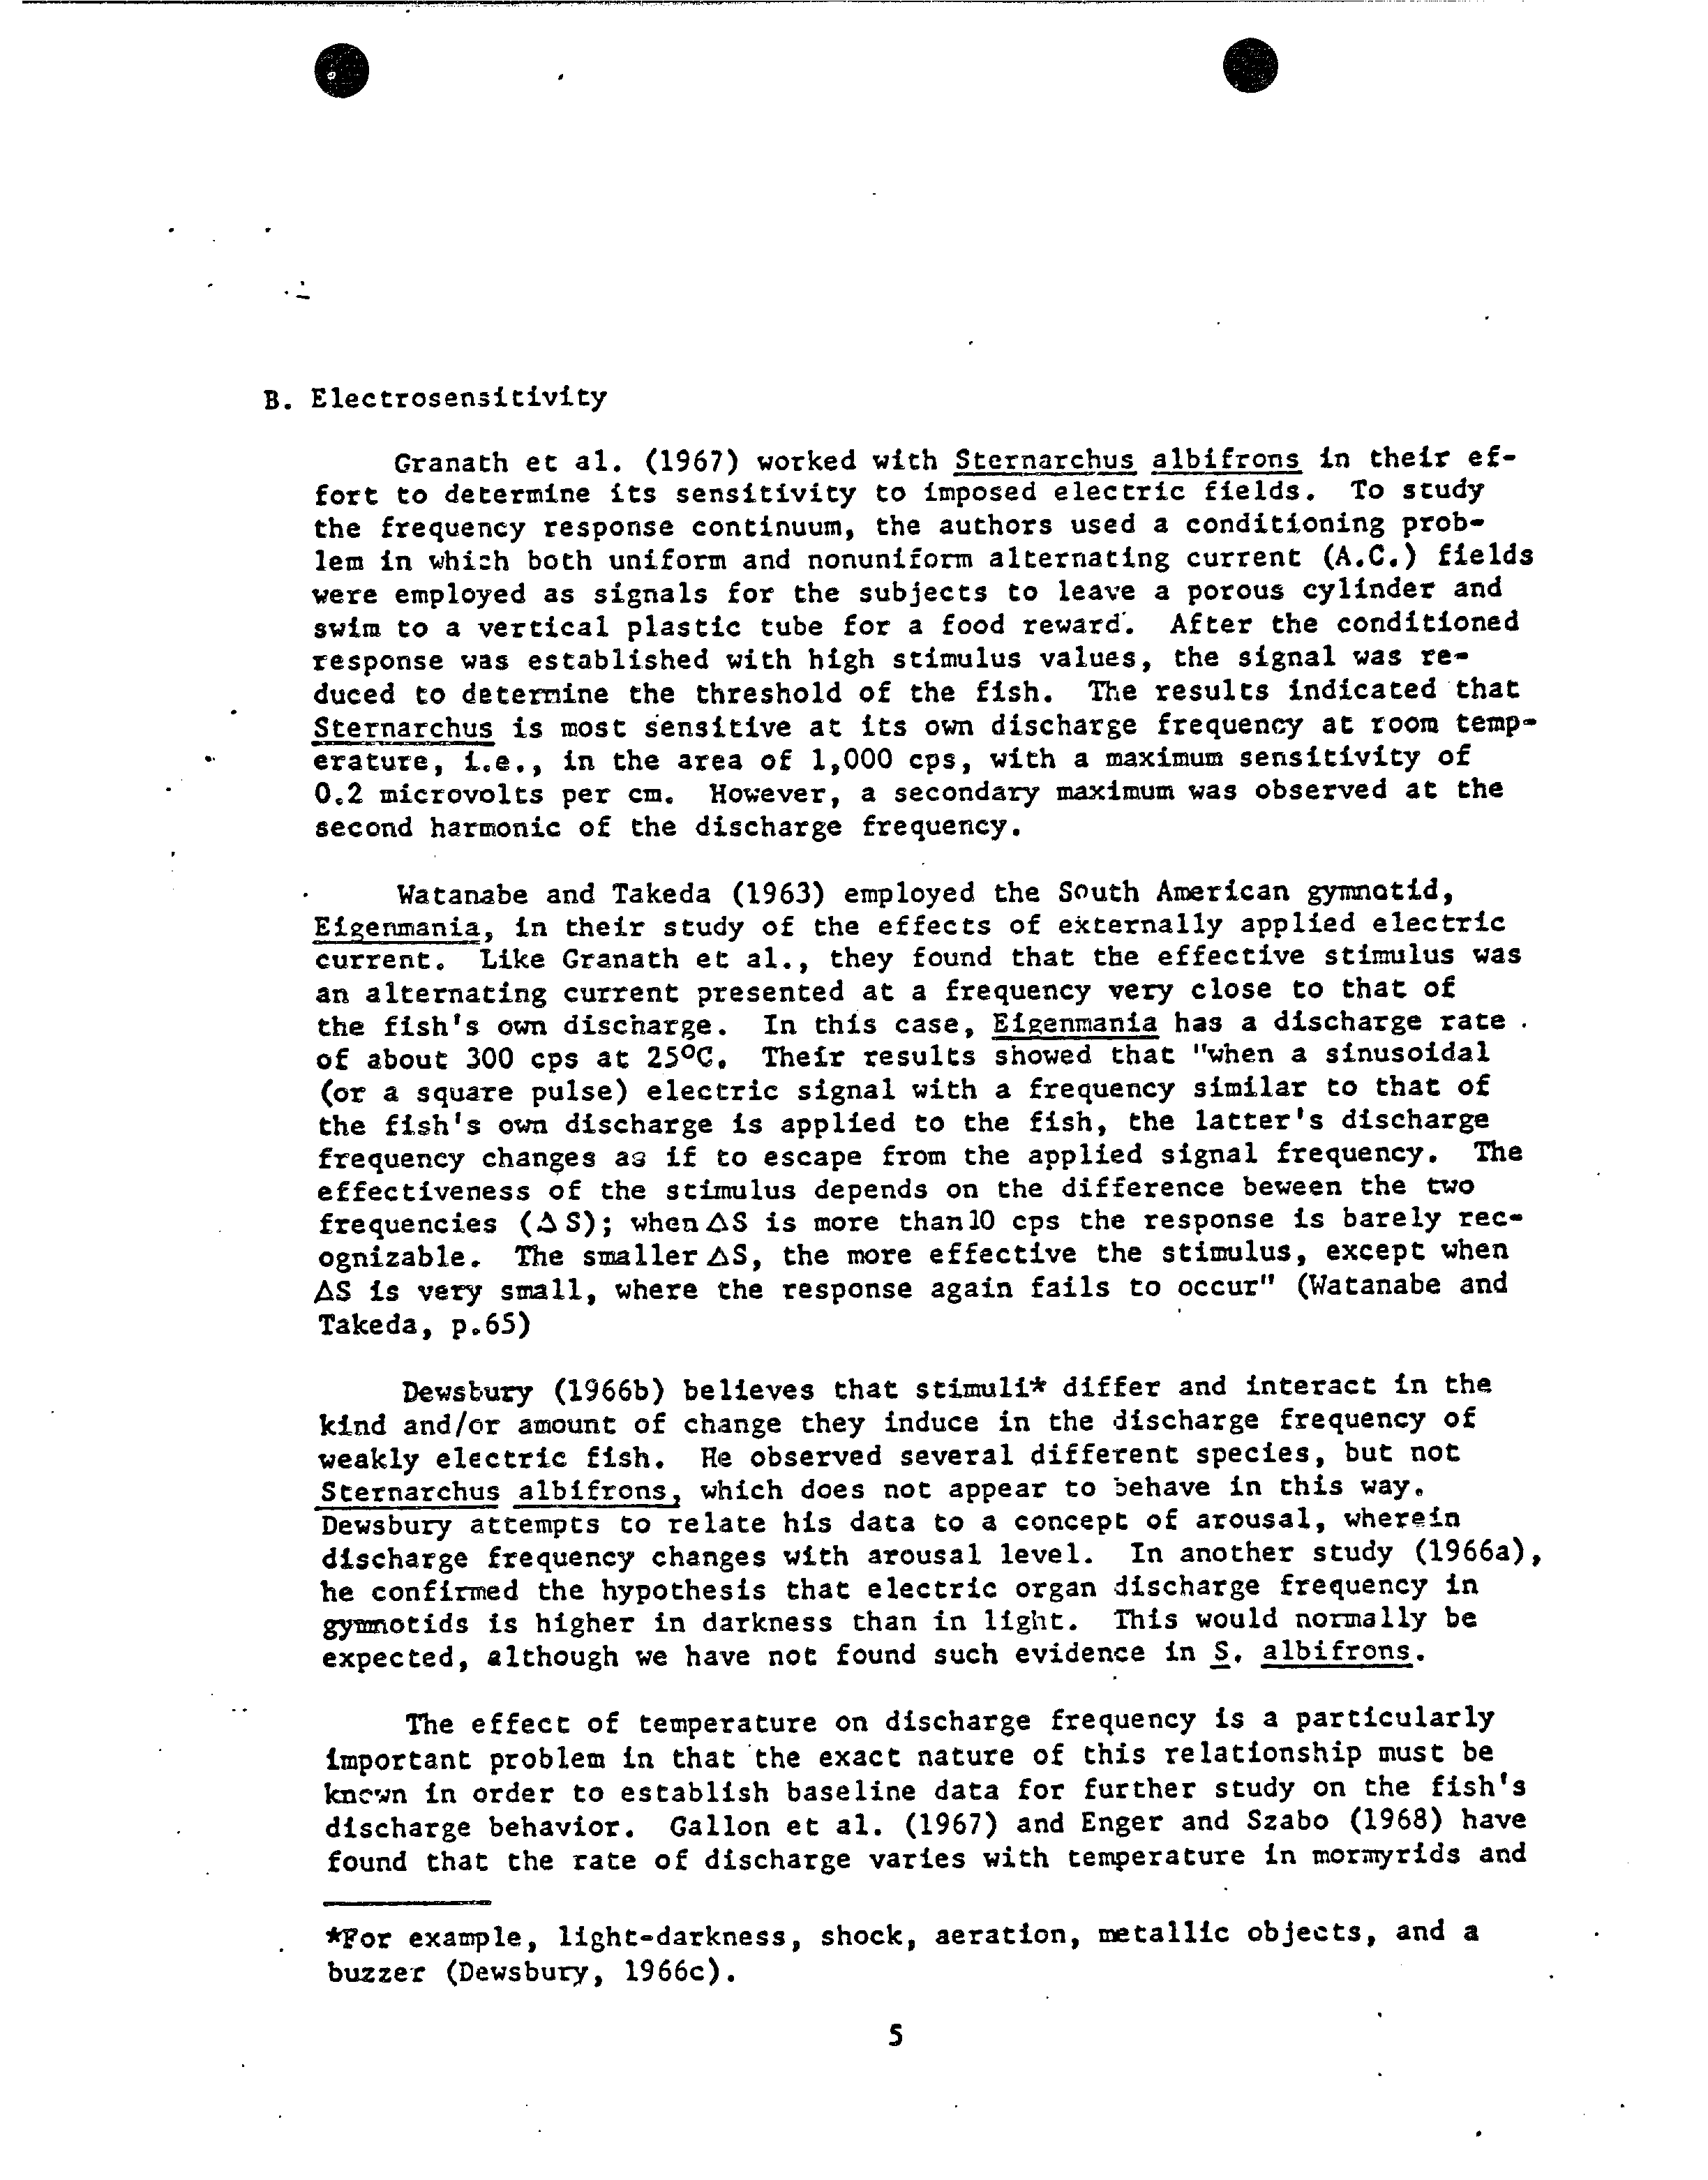 B. Electrosensitivity
Granath et al. (1967) worked with Sternarchus albifrons in their ef-
fort to determine its sensitivity to imposed electric fields. To study
the frequency response continuum, the authors used a conditioning prob-
lem in which both uniform and nonuniform alternating current (A.C.) fields
were employed as signals for the subjects to leave a porous cylinder and
swim to a vertical plastic tube for a food reward. After the conditioned
response was established with high stimulus values, the signal was re-
duced to determine the threshold of the fish. The results indicated that
Sternarchus is most sensitive at its own discharge frequency at room temp-
erature, i.e., in the area of 1,000 cps, with a maximum sensitivity of
0.2 microvolts per cm. However, a secondary maximum was observed at the
second harmonic of the discharge frequency.
Watanabe and Takeda (1963) employed the South American gymnotid,
Eigenmania, in their study of the effects of externally applied electric
current. Like Granath et al., they found that the effective stimulus was
an alternating current presented at a frequency very close to that of
the fish's own discharge. In this case, Eigenmania has a discharge rate
of about 300 cps at 25°C. Their results showed that "when a sinusoidal
(or a square pulse) electric signal with a frequency similar to that of
the fish's own discharge is applied to the fish, the latter's discharge
frequency changes as if to escape from the applied signal frequency. The
effectiveness of the stimulus depends on the difference beween the two
frequencies (△S); when △S is more than 10 cps the response is barely rec-
ognizable. The smaller △S, the more effective the stimulus, except when
△S is very small, where the response again fails to occur" (Watanabe and
Takeda, p.65)
Dewsbury (1966b) believes that stimuli* differ and interact in the
kind and/or amount of change they induce in the discharge frequency of
weakly electric fish. He observed several different species, but not
Sternarchus albifrons, which does not appear to behave in this way.
Dewsbury attempts to relate his data to a concept of arousal, wherein
discharge frequency changes with arousal level. In another study (1966a),
he confirmed the hypothesis that electric organ discharge frequency in
gymnotids is higher in darkness than in light. This would normally be
expected, although we have not found such evidence in S. albifrons.
The effect of temperature on discharge frequency is a particularly
important problem in that the exact nature of this relationship must be
known in order to establish baseline data for further study on the fish's
discharge behavior. Gallon et al. (1967) and Enger and Szabo (1968) have
found that the rate of discharge varies with temperature in mormyrids and
*For example, light-darkness, shock, aeration, metallic objects, and a
buzzer (Dewsbury, 1966c).
5